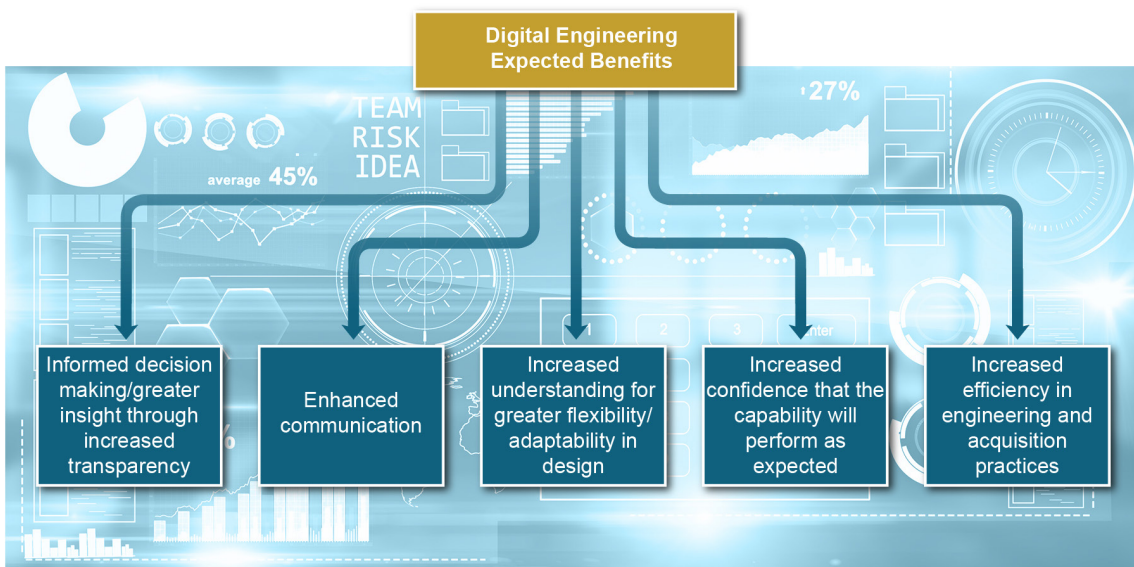 Digital Engineering
Expected Benefits
TEAM
RISK
IDEA
27%
average 45%
1
2
3
Informed decision
making/greater
insight through
increased
transparency
Enhanced
communication
Increased
understanding for
greater flexibility/
adaptability in
design
Increased
confidence that the
capability will
perform as
expected
Increased
efficiency in
engineering and
acquisition
practices
%